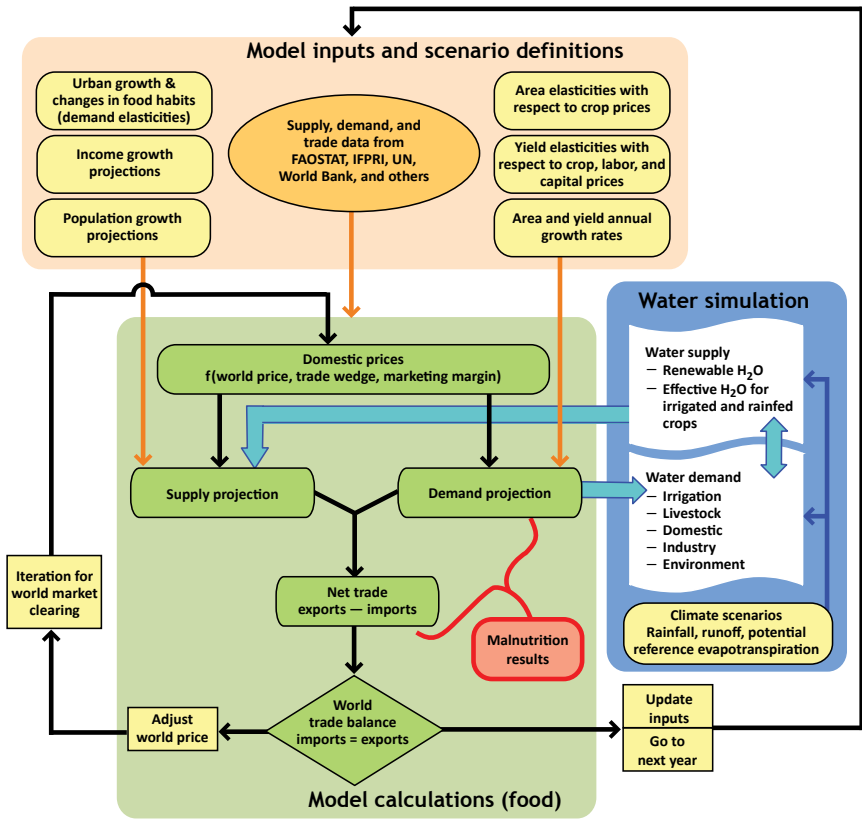 Model inputs and scenario definitions
Urban growth &
changes in food habits
(demand elasticities)
Income growth
projections
Population growth
projections
Supply, demand, and
trade data from
FAOSTAT, IFPRI, UN,
World Bank, and others
Area elasticities with
respect to crop prices
Yield elasticities with
respect to crop, labor, and
capital prices
Area and yield annual
growth rates
Water simulation
Water supply
— Renewable H₂O
— Effective H₂O for
irrigated and rainfed
crops
Water demand
— Irrigation
— Livestock
— Domestic
— Industry
— Environment
Climate scenarios
Rainfall, runoff, potential
reference evapotranspiration
Domestic prices
f(world price, trade wedge, marketing margin)
Supply projection
Demand projection
Net trade
exports — imports
Malnutrition
results
World
trade balance
imports = exports
Iteration for
world market
clearing
Adjust
world price
Update
inputs
Go to
next year
Model calculations (food)